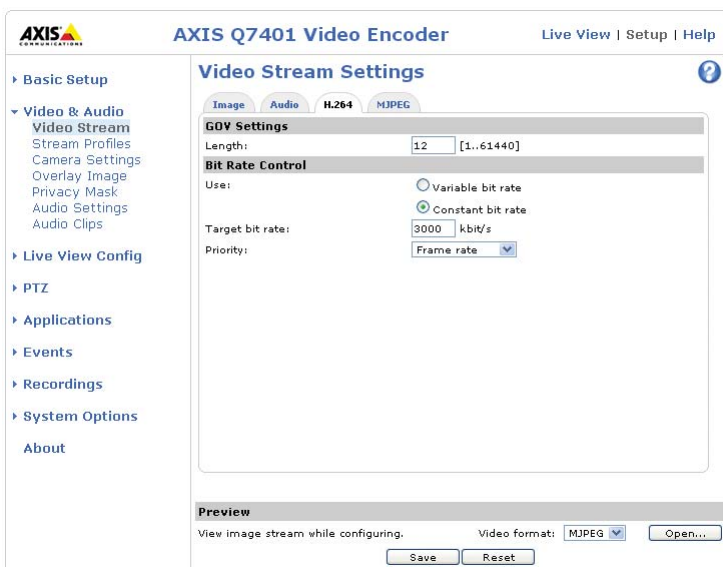 AXIS
COMMUNICATIONS
AXIS Q7401 Video Encoder
Live View | Setup | Help
Basic Setup
Video & Audio
Video Stream
Stream Profiles
Camera Settings
Overlay Image
Privacy Mask
Audio Settings
Audio Clips
Live View Config
PTZ
Applications
Events
Recordings
System Options
About
Video Stream Settings
?
Image Audio H.264 MJPEG
GOV Settings
Length: 12 [1..61440]
Bit Rate Control
Use: Variable bit rate
Constant bit rate
Target bit rate: 3000 kbit/s
Priority: Frame rate
Preview
View image stream while configuring. Video format: MJPEG Open...
Save Reset